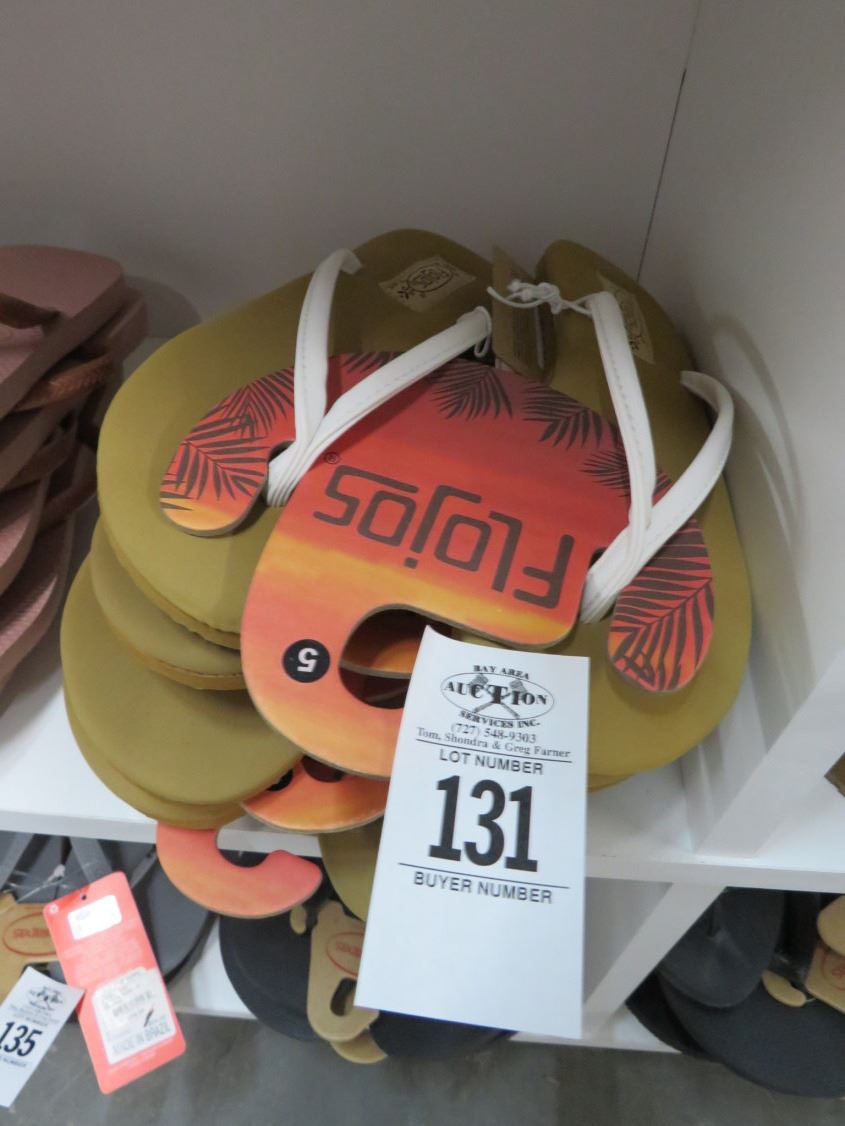 Flojos®
5
BAY AREA
AUCTION
SERVICES INC.
(727) 548-9303
Tom, Shondra & Greg Farner
LOT NUMBER
131
BUYER NUMBER
135
MADE IN BRAZIL